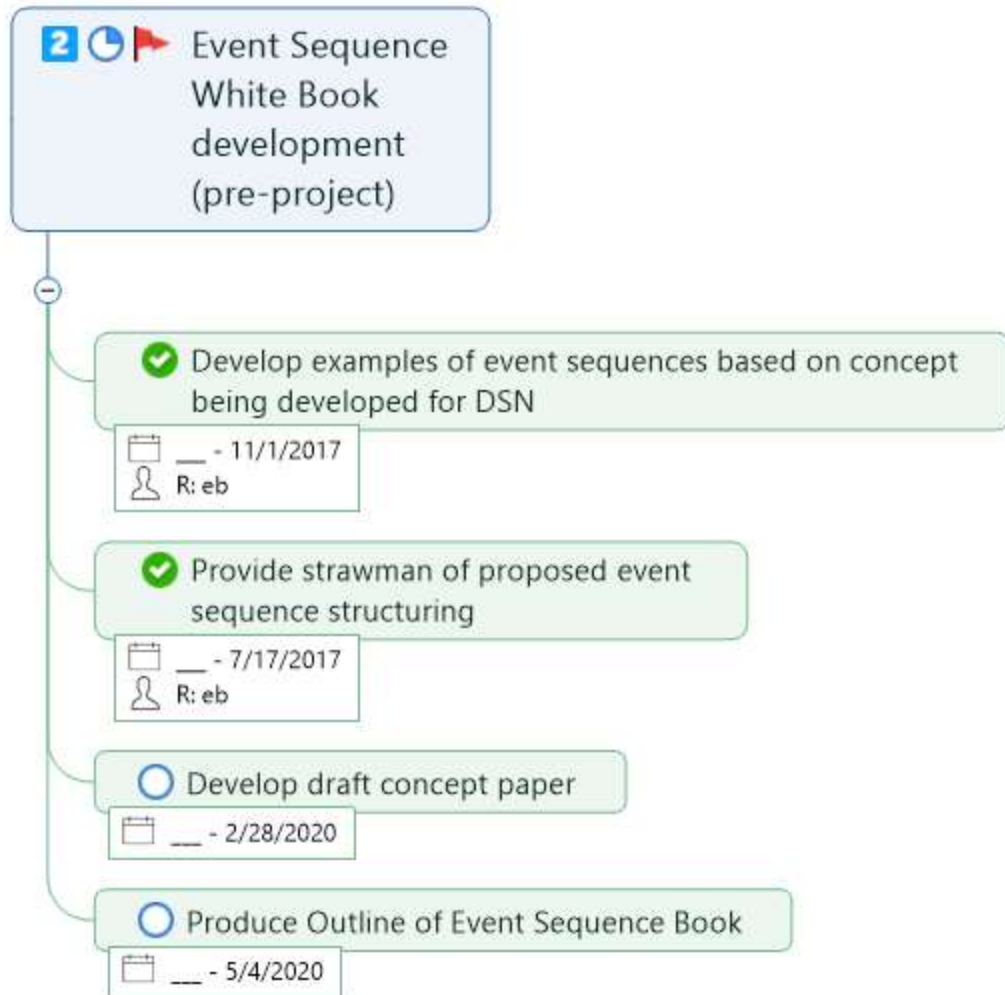 2 Event Sequence
White Book
development
(pre-project)
Develop examples of event sequences based on concept
being developed for DSN
__ - 11/1/2017
R: eb
Provide strawman of proposed event
sequence structuring
__ - 7/17/2017
R: eb
Develop draft concept paper
__ - 2/28/2020
Produce Outline of Event Sequence Book
__ - 5/4/2020